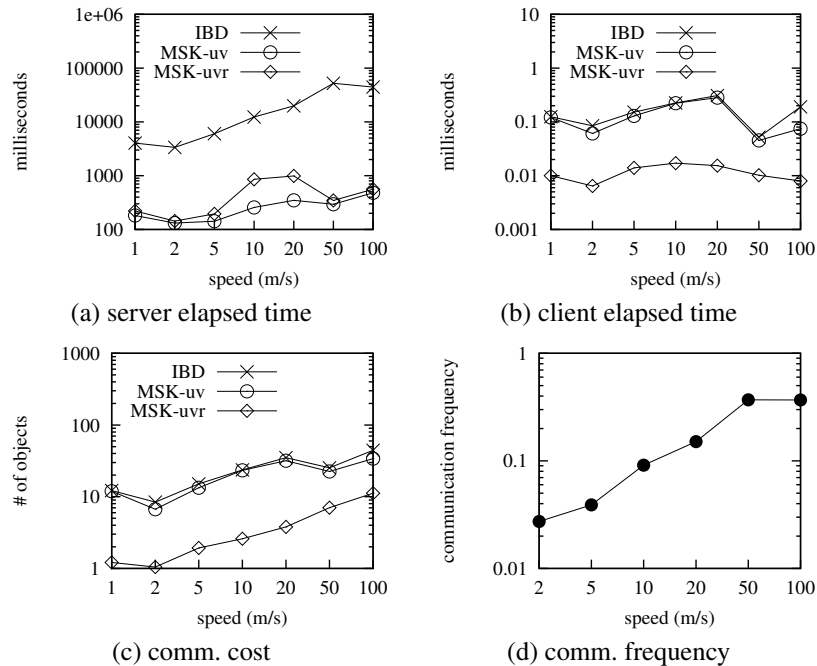 1e+06
100000
10000
1000
100
milliseconds
IBD
MSK-uv
MSK-uvr
1 2 5 10 20 50 100
speed (m/s)
(a) server elapsed time
10
1
0.1
0.01
0.001
milliseconds
IBD
MSK-uv
MSK-uvr
1 2 5 10 20 50 100
speed (m/s)
(b) client elapsed time
1000
100
10
1
# of objects
IBD
MSK-uv
MSK-uvr
1 2 5 10 20 50 100
speed (m/s)
(c) comm. cost
1
0.1
0.01
communication frequency
2 5 10 20 50 100
speed (m/s)
(d) comm. frequency